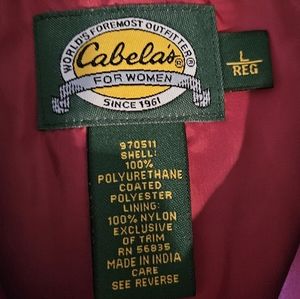 WORLD'S FOREMOST OUTFITTER®
Cabela's®
FOR WOMEN
SINCE 1961
L
REG
970511
SHELL:
100%
POLYURETHANE
COATED
POLYESTER
LINING:
100% NYLON
EXCLUSIVE
OF TRIM
RN 56835
MADE IN INDIA
CARE
SEE REVERSE